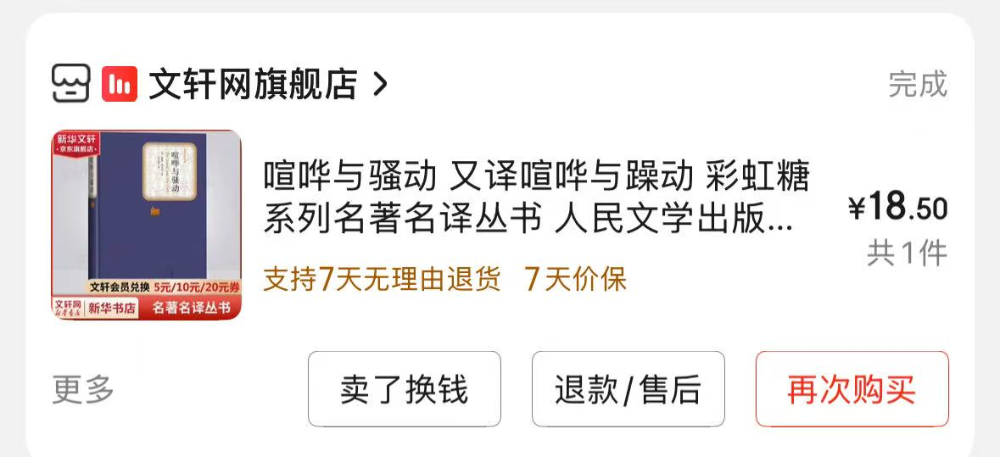 文轩网旗舰店 >
完成
新华文轩
·京东旗舰店·
喧哗与骚动
文轩会员兑换 5元/10元/20元券
文轩网
新华书店
新华书店
名著名译丛书
喧哗与骚动 又译喧哗与躁动 彩虹糖
系列名著名译丛书 人民文学出版...
¥18.50
共1件
支持7天无理由退货 7天价保
更多
卖了换钱
退款/售后
再次购买